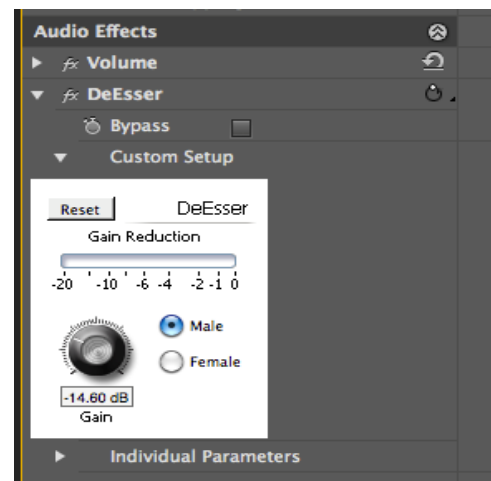 Audio Effects
fx Volume
fx DeEsser
Bypass
Custom Setup
Reset DeEsser
Gain Reduction
-20 -10 -6 -4 -2 -1 0
Male
Female
-14.60 dB
Gain
Individual Parameters